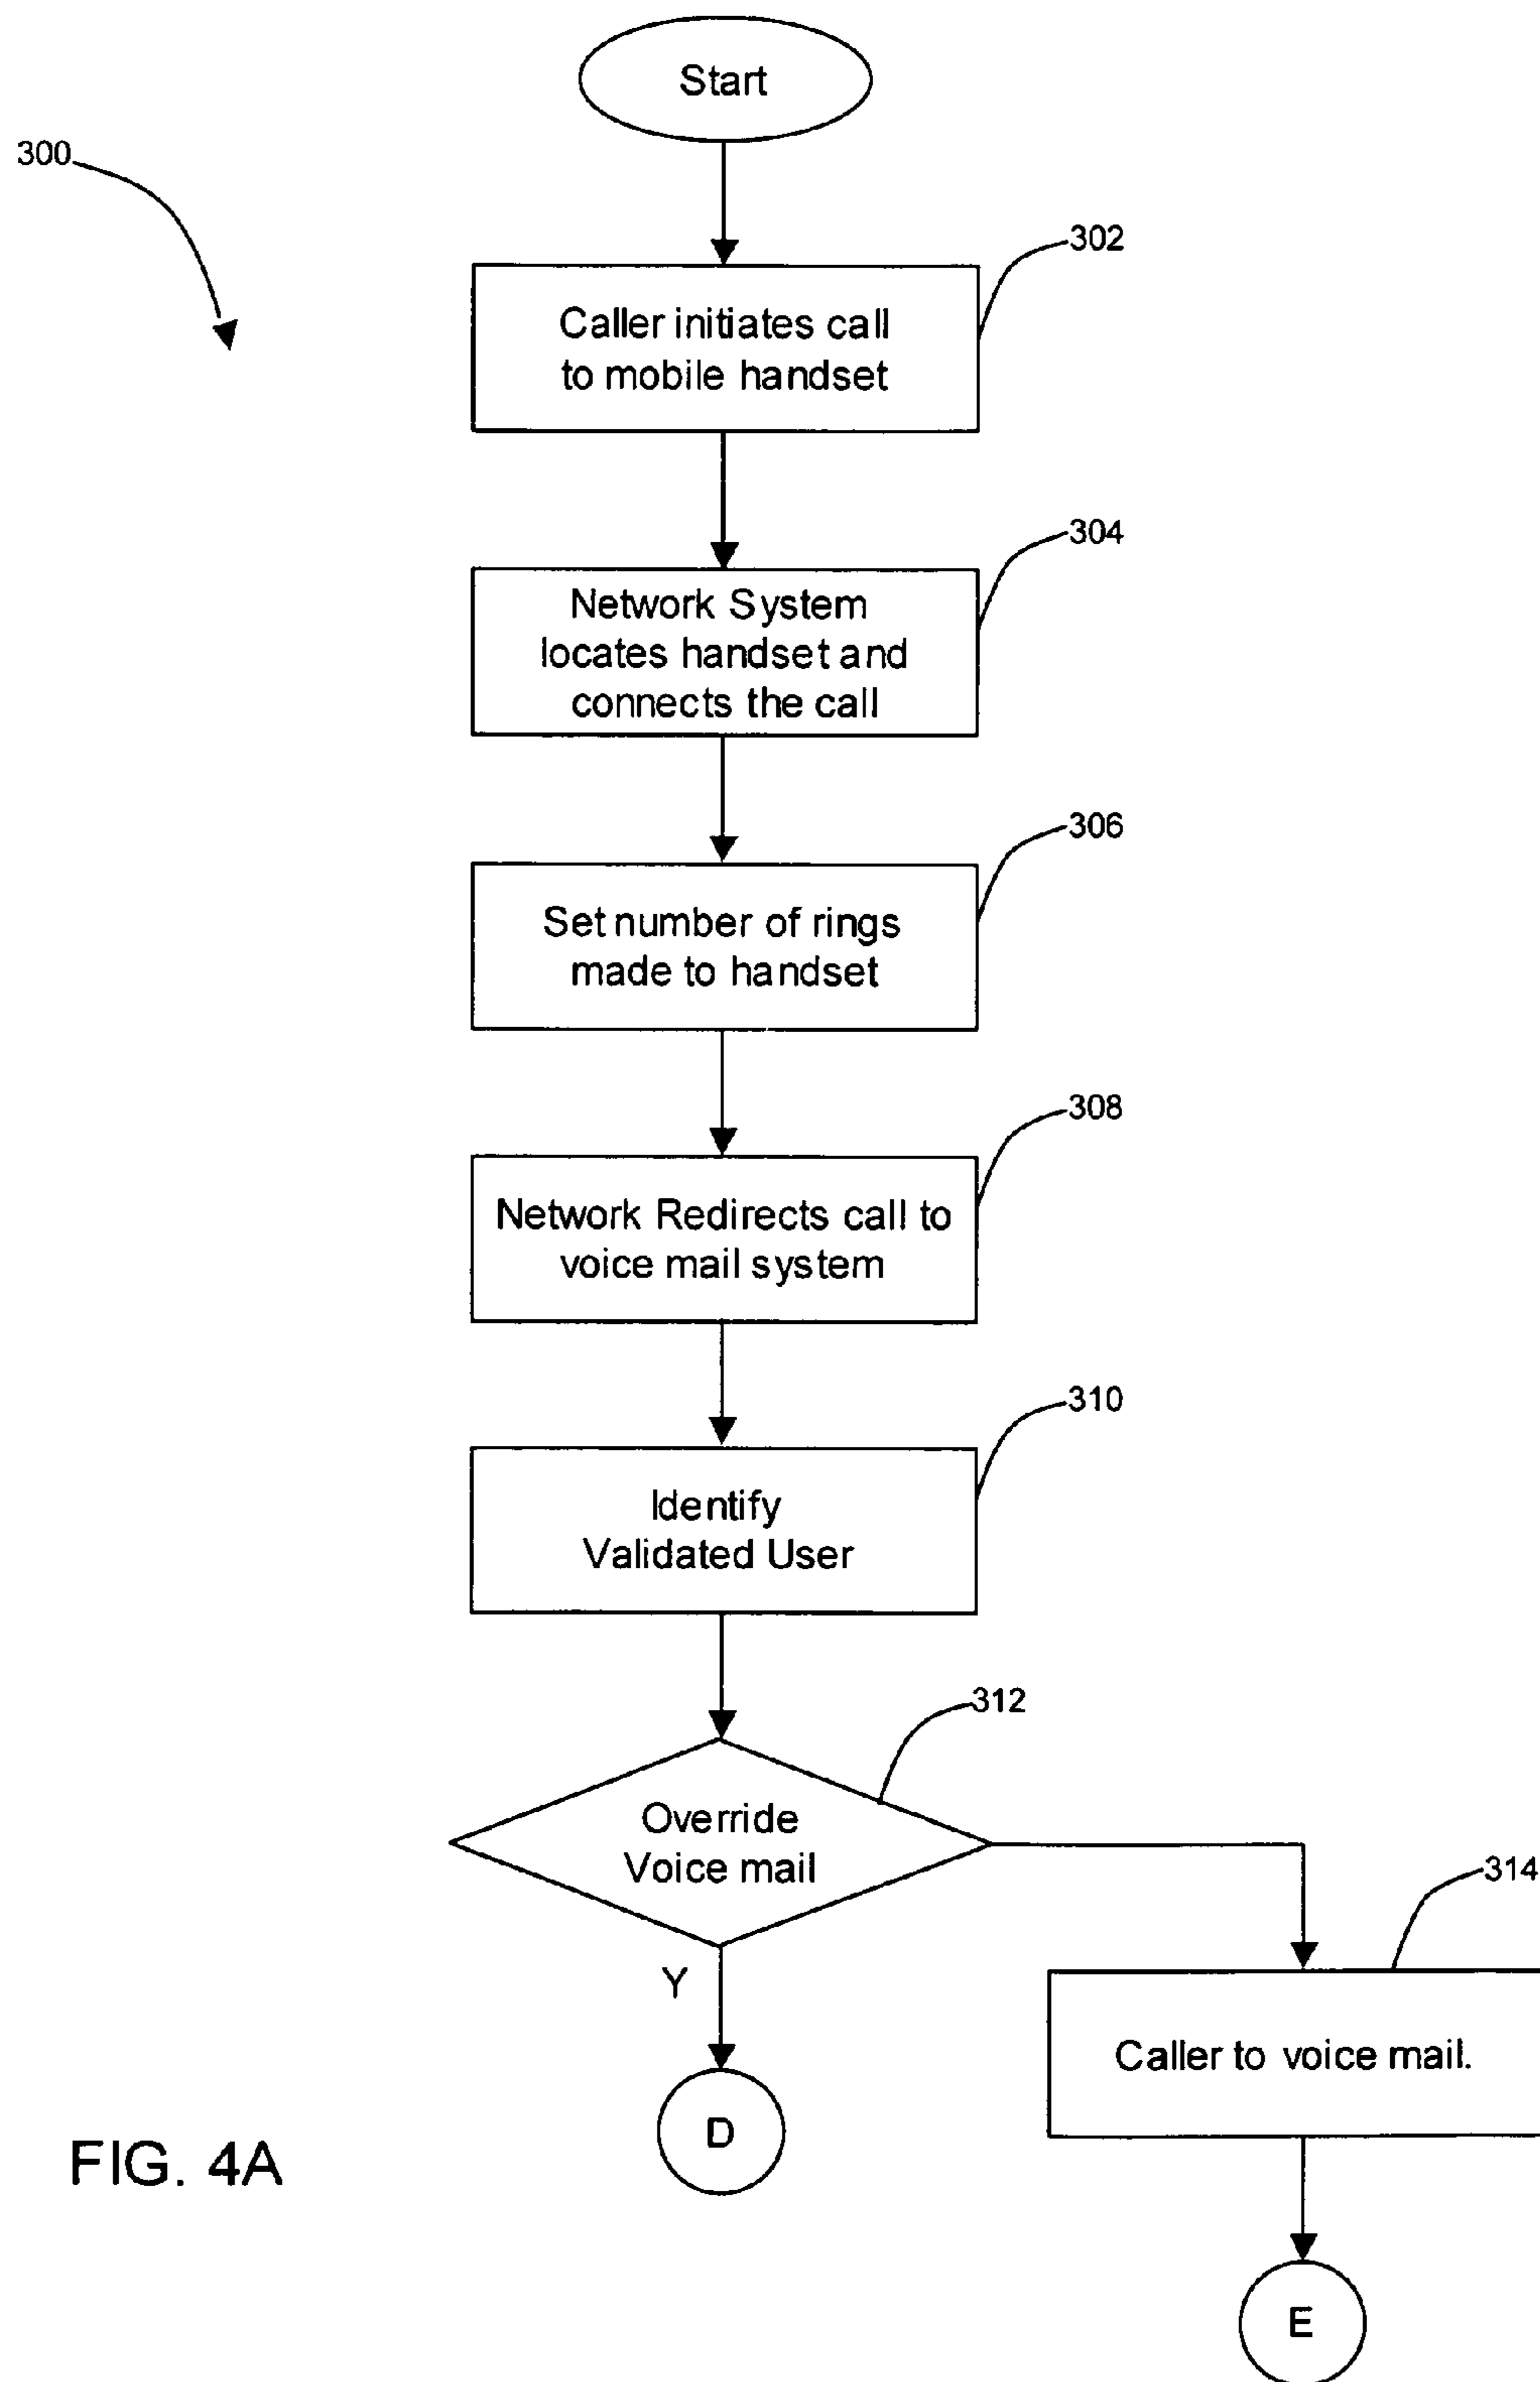 Start
300
302
Caller initiates call
to mobile handset
304
Network System
locates handset and
connects the call
306
Set number of rings
made to handset
308
Network Redirects call to
voice mail system
310
Identify
Validated User
312
Override
Voice mail
314
Y
Caller to voice mail.
D
FIG. 4A
E